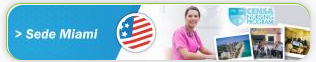 > Sede Miami
CENSA
NURSING
PROGRAM